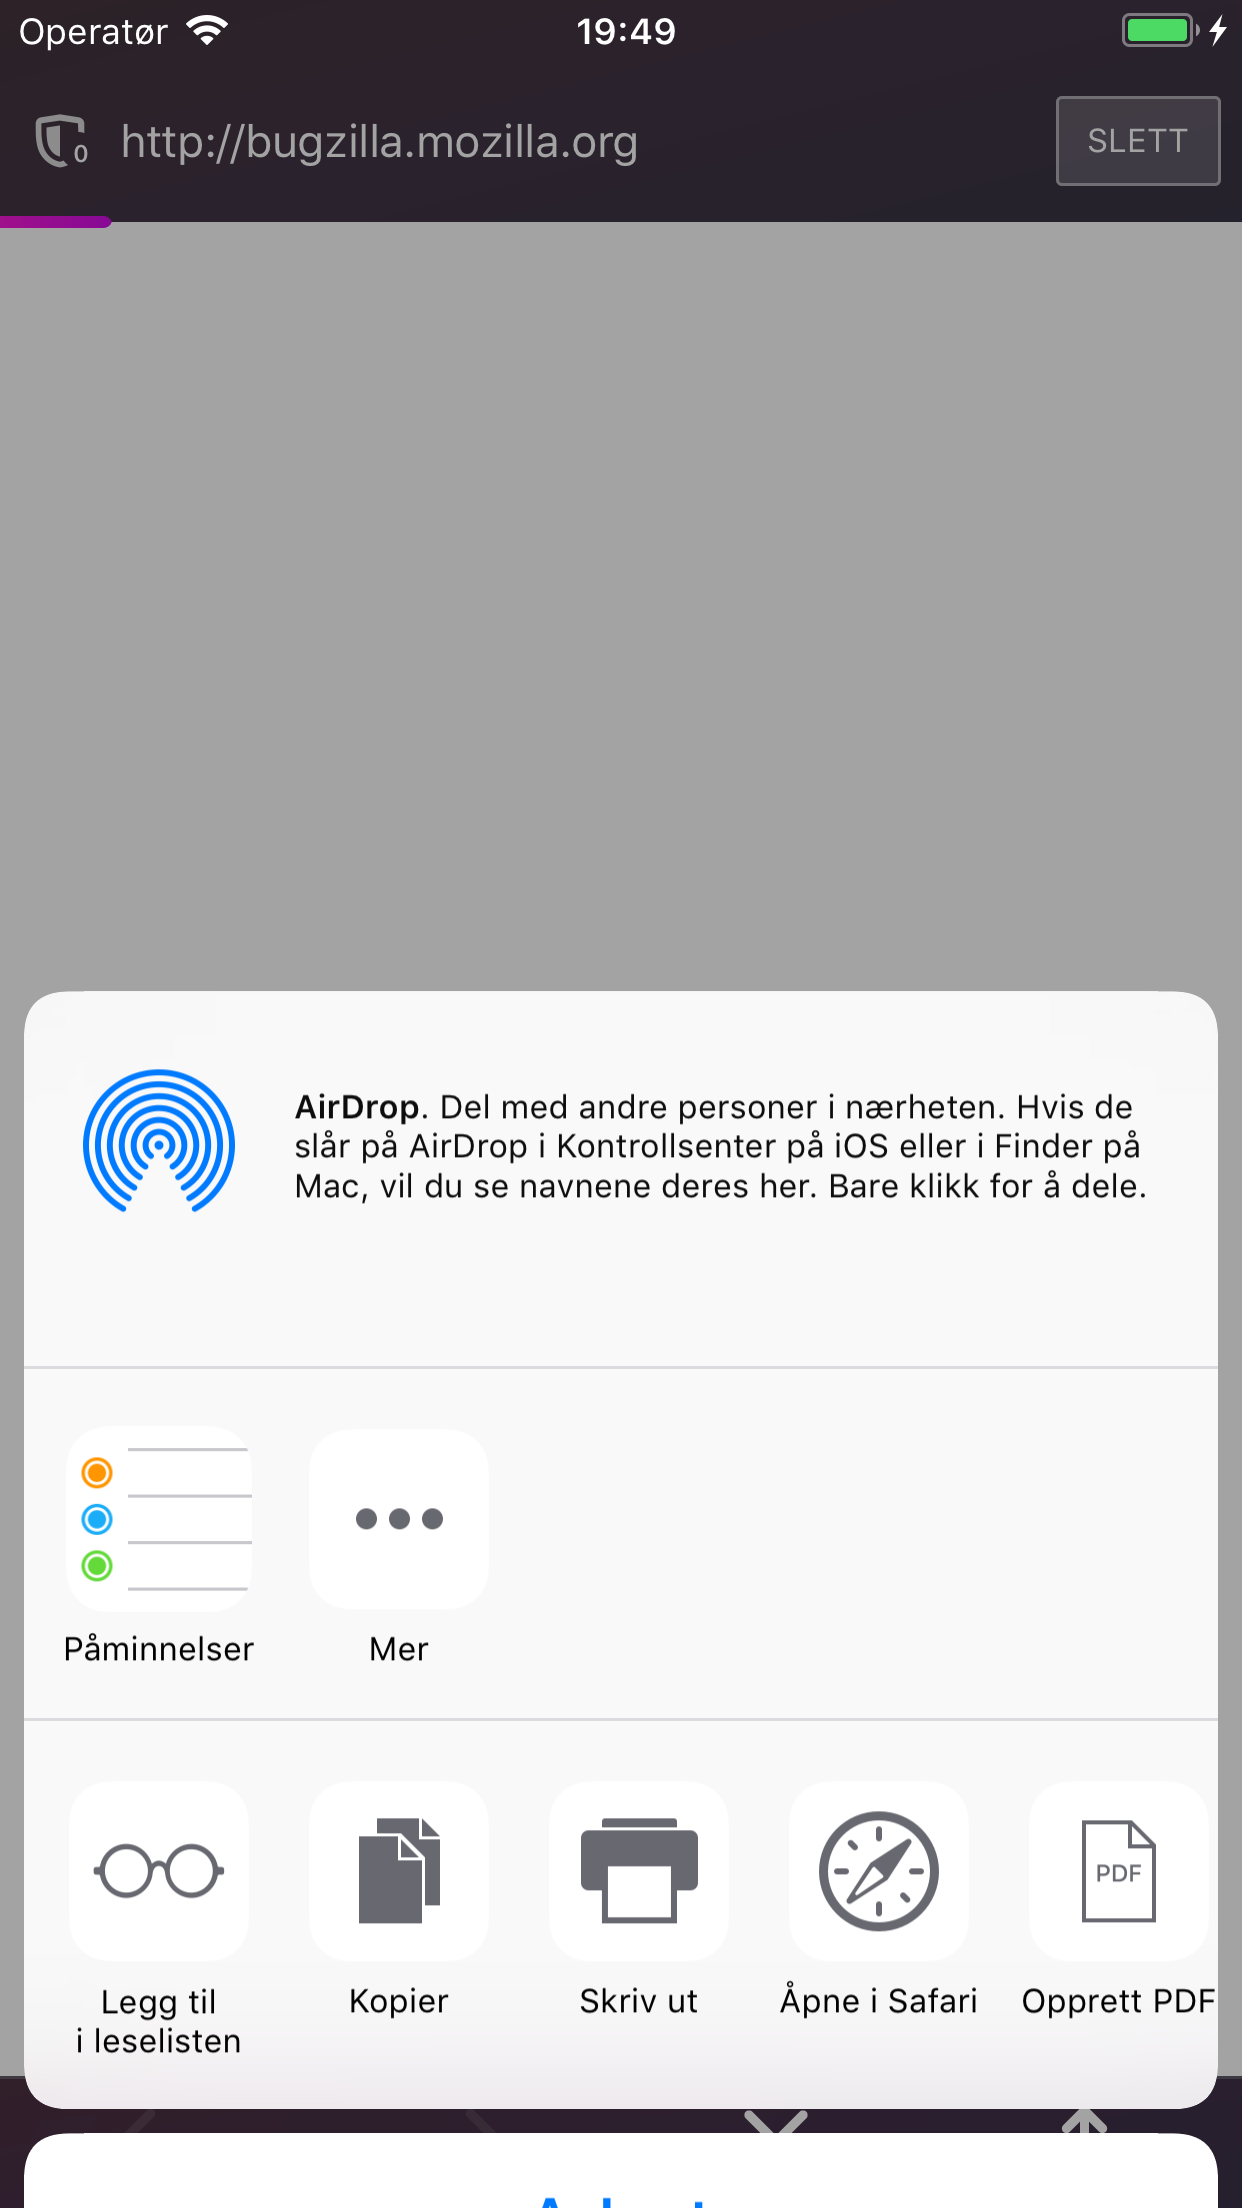 Operatør
19:49
0
http://bugzilla.mozilla.org
SLETT
AirDrop. Del med andre personer i nærheten. Hvis de
slår på AirDrop i Kontrollsenter på iOS eller i Finder på
Mac, vil du se navnene deres her. Bare klikk for å dele.
Påminnelser
Mer
PDF
Legg til
i leselisten
Kopier
Skriv ut
Åpne i Safari
Opprett PDF